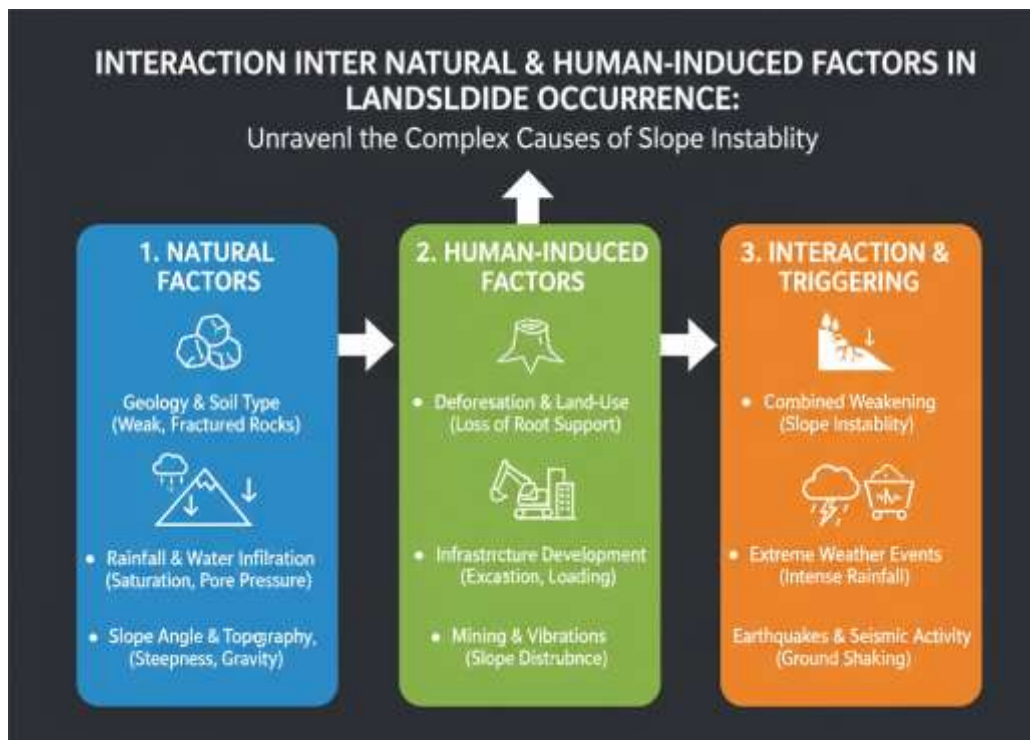 INTERACTION INTER NATURAL & HUMAN-INDUCED FACTORS IN
LANDSLDIDE OCCURRENCE:
Unravenl the Complex Causes of Slope Instablity
1. NATURAL
FACTORS
Geology & Soil Type
(Weak, Fractured Rocks)
• Rainfall & Water Infilration
(Saturation, Pore Pressure)
• Slope Angle & Topography,
(Steepness, Gravity)
2. HUMAN-INDUCED
FACTORS
• Deforesation & Land-Use
(Loss of Root Support)
• Infrastrncture Development
(Excastion, Loading)
• Mining & Vibrations
(Slope Distrubnce)
3. INTERACTION &
TRIGGERING
• Combined Weakening
(Slope Instablity)
• Extreme Weather Events
(Intense Rainfall)
Earthquakes & Seismic Activity
(Ground Shaking)